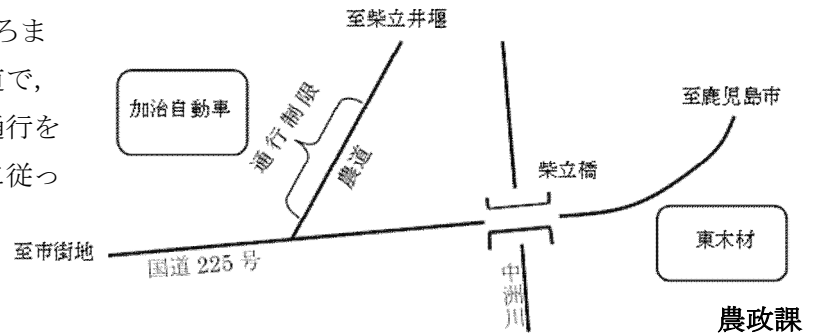 ろま
道で,
通行を
従っ
至柴立井堰
加治自動車
通行制限
農道
至鹿児島市
柴立橋
至市街地
国道 225 号
東木材
中洲川
農政課